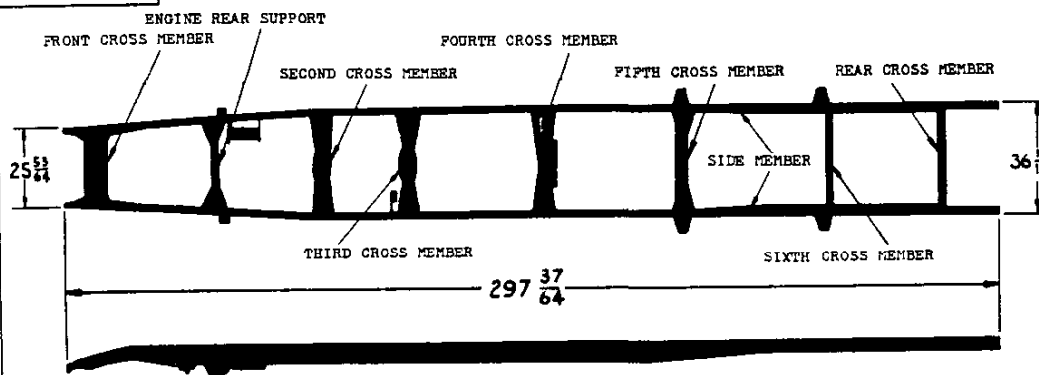 ENGINE REAR SUPPORT
FRONT CROSS MEMBER
FOURTH CROSS MEMBER
SECOND CROSS MEMBER
FIFTH CROSS MEMBER
REAR CROSS MEMBER
25 53/64
SIDE MEMBER
36
THIRD CROSS MEMBER
SIXTH CROSS MEMBER
297 37/64